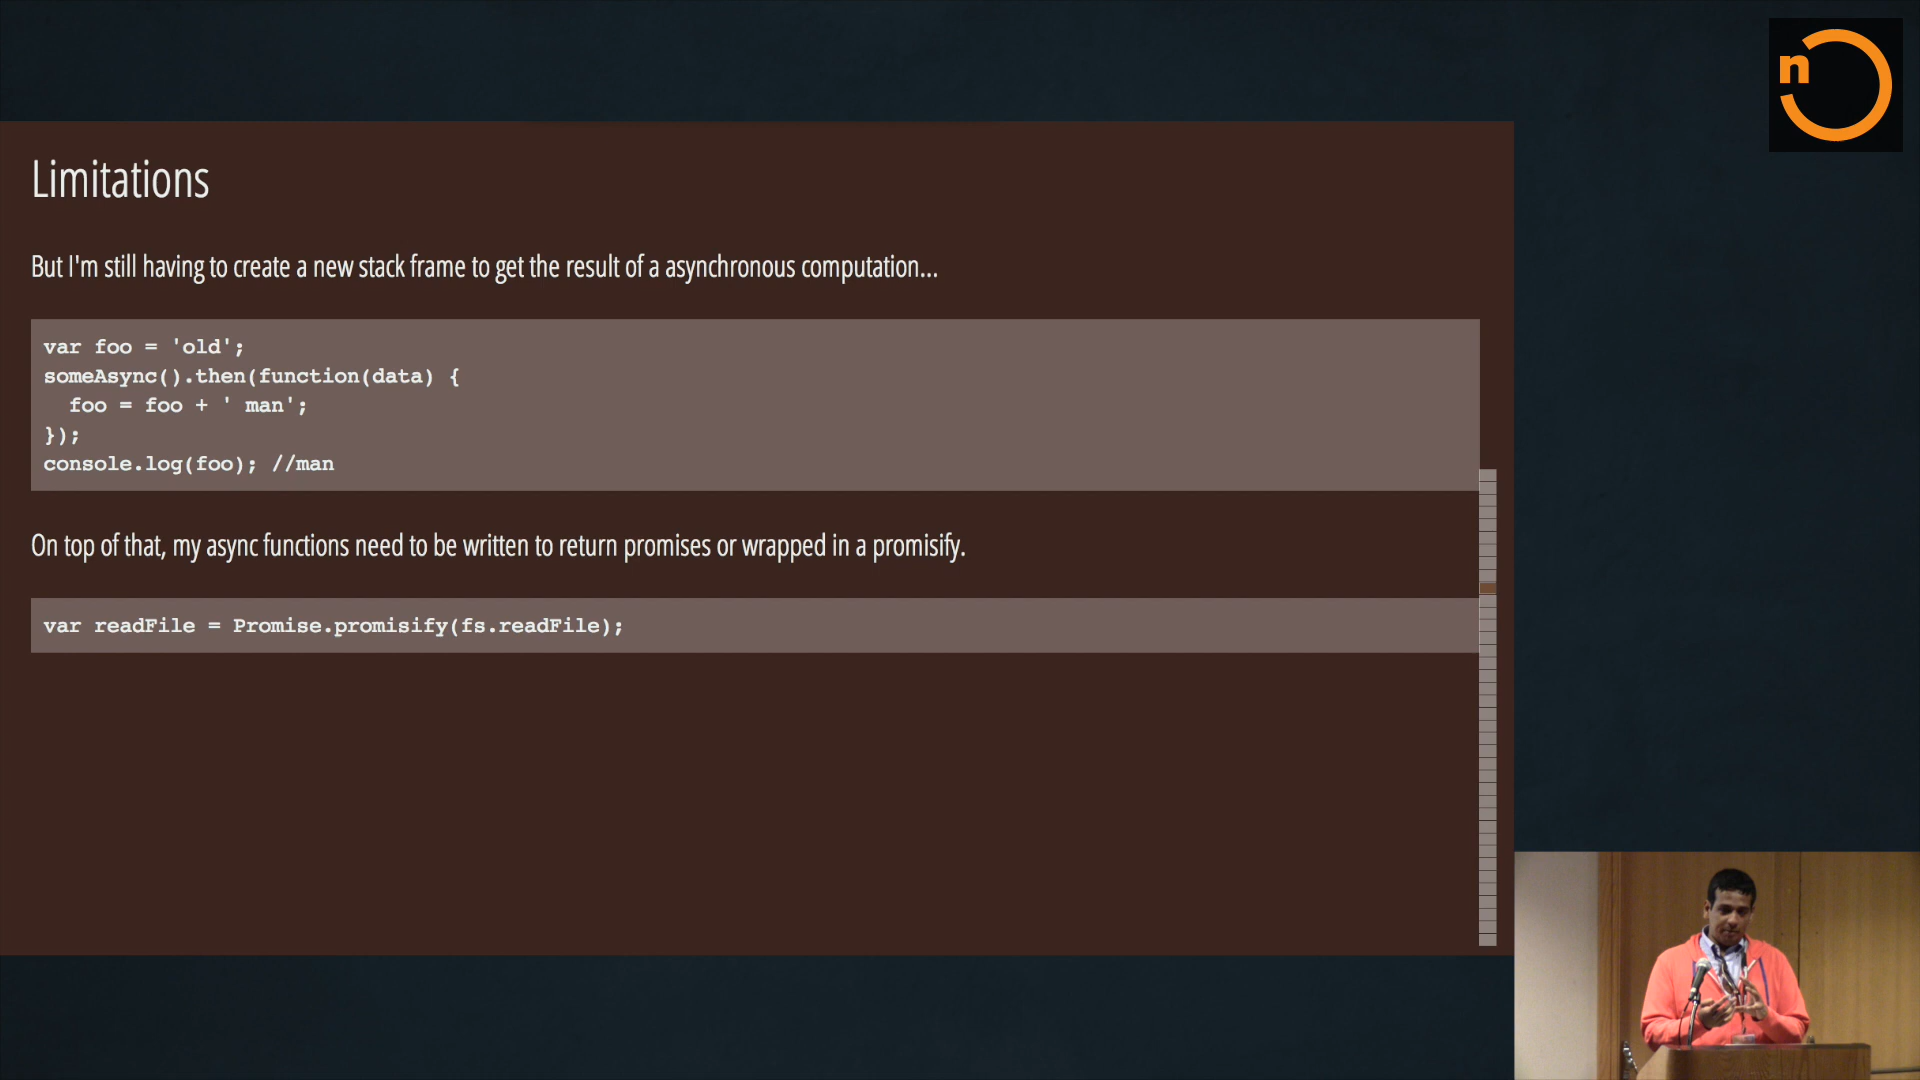 n
Limitations
But I'm still having to create a new stack frame to get the result of a asynchronous computation...
var foo = 'old';
someAsync().then(function(data) {
  foo = foo + ' man';
});
console.log(foo); //man
On top of that, my async functions need to be written to return promises or wrapped in a promisify.
var readFile = Promise.promisify(fs.readFile);